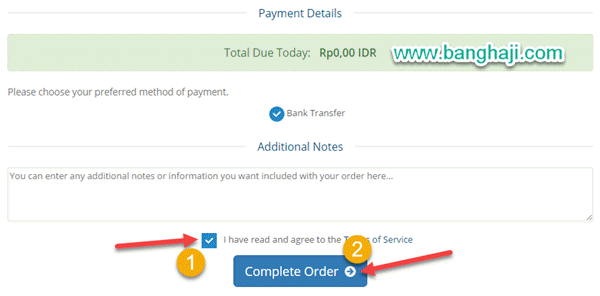 Payment Details
Total Due Today: Rp0,00 IDR
www.banghaji.com
Please choose your preferred method of payment.
Bank Transfer
Additional Notes
You can enter any additional notes or information you want included with your order here...
I have read and agree to the Terms of Service
1
2
Complete Order